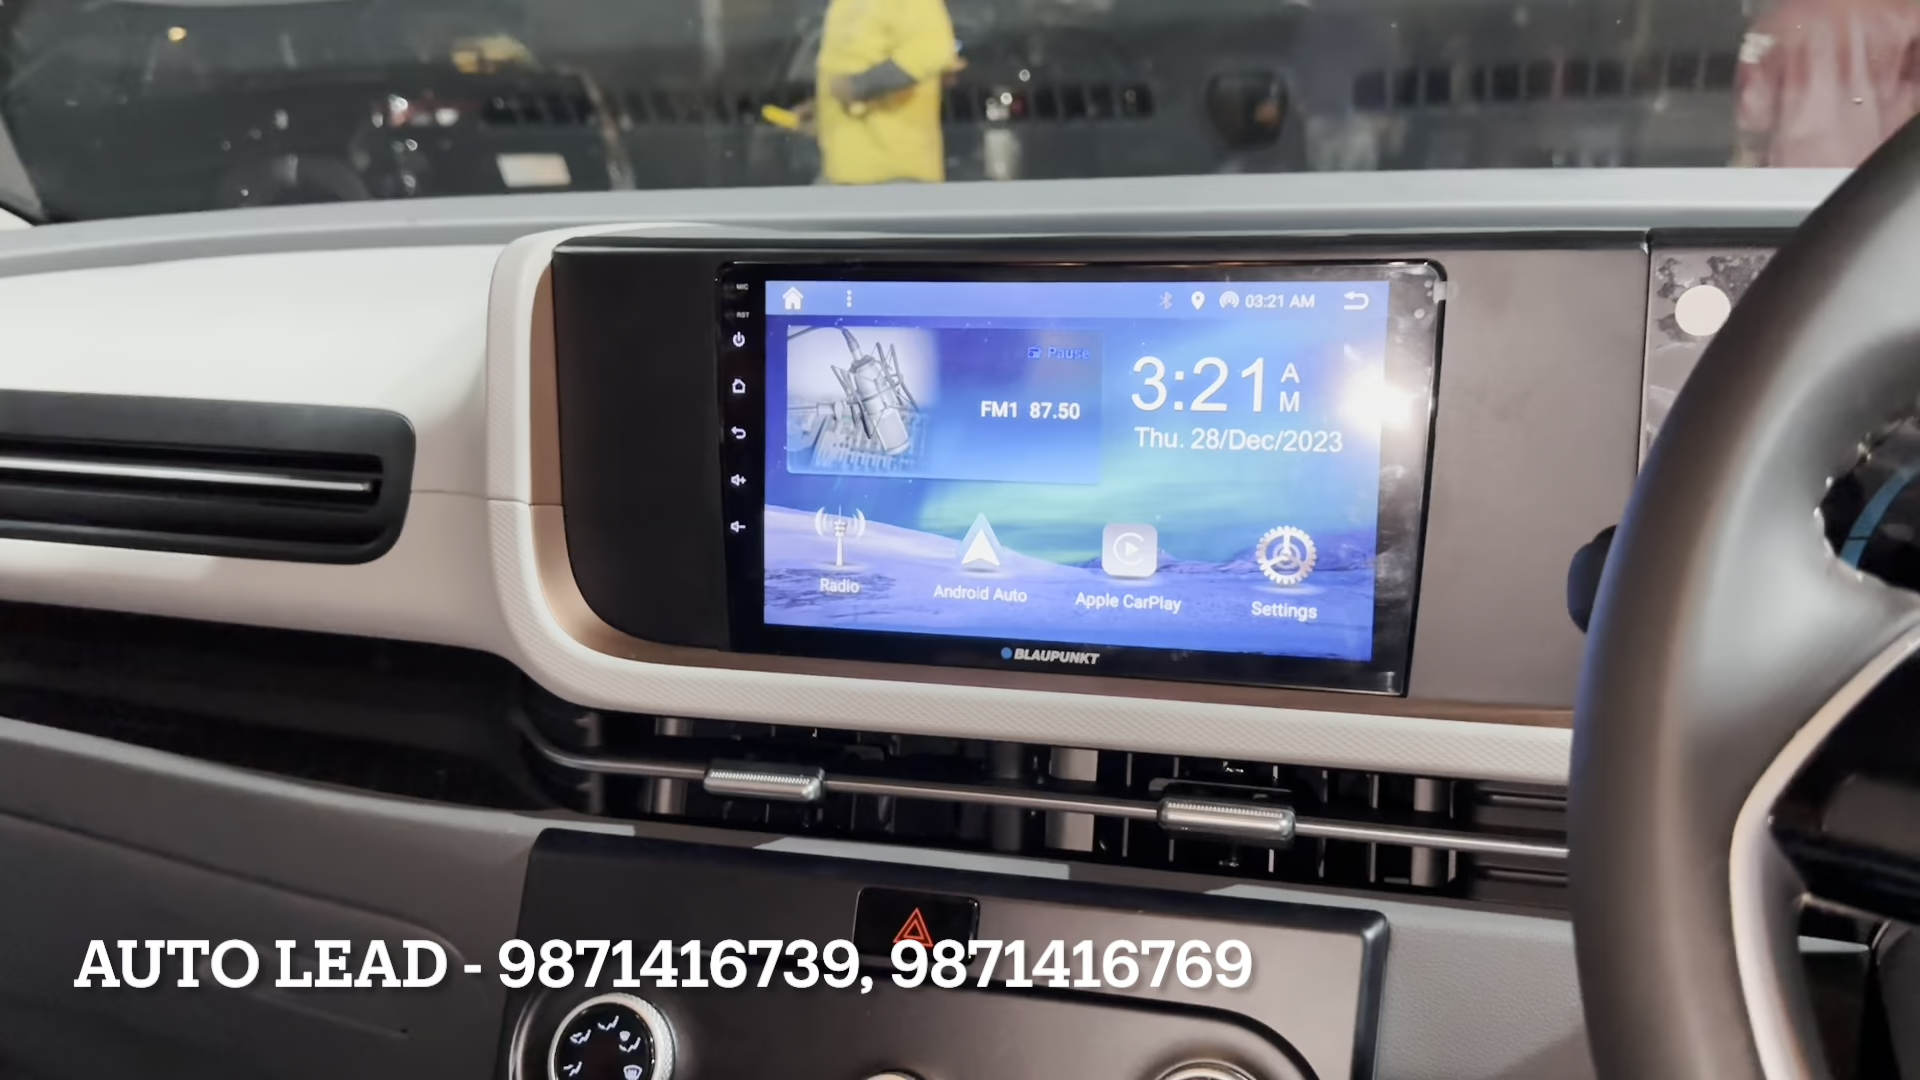 MIC
RST
03:21 AM
Pause
FM1 87.50
3:21 AM
Thu. 28/Dec/2023
Radio
Android Auto
Apple CarPlay
Settings
BLAUPUNKT
AUTO LEAD - 9871416739, 9871416769